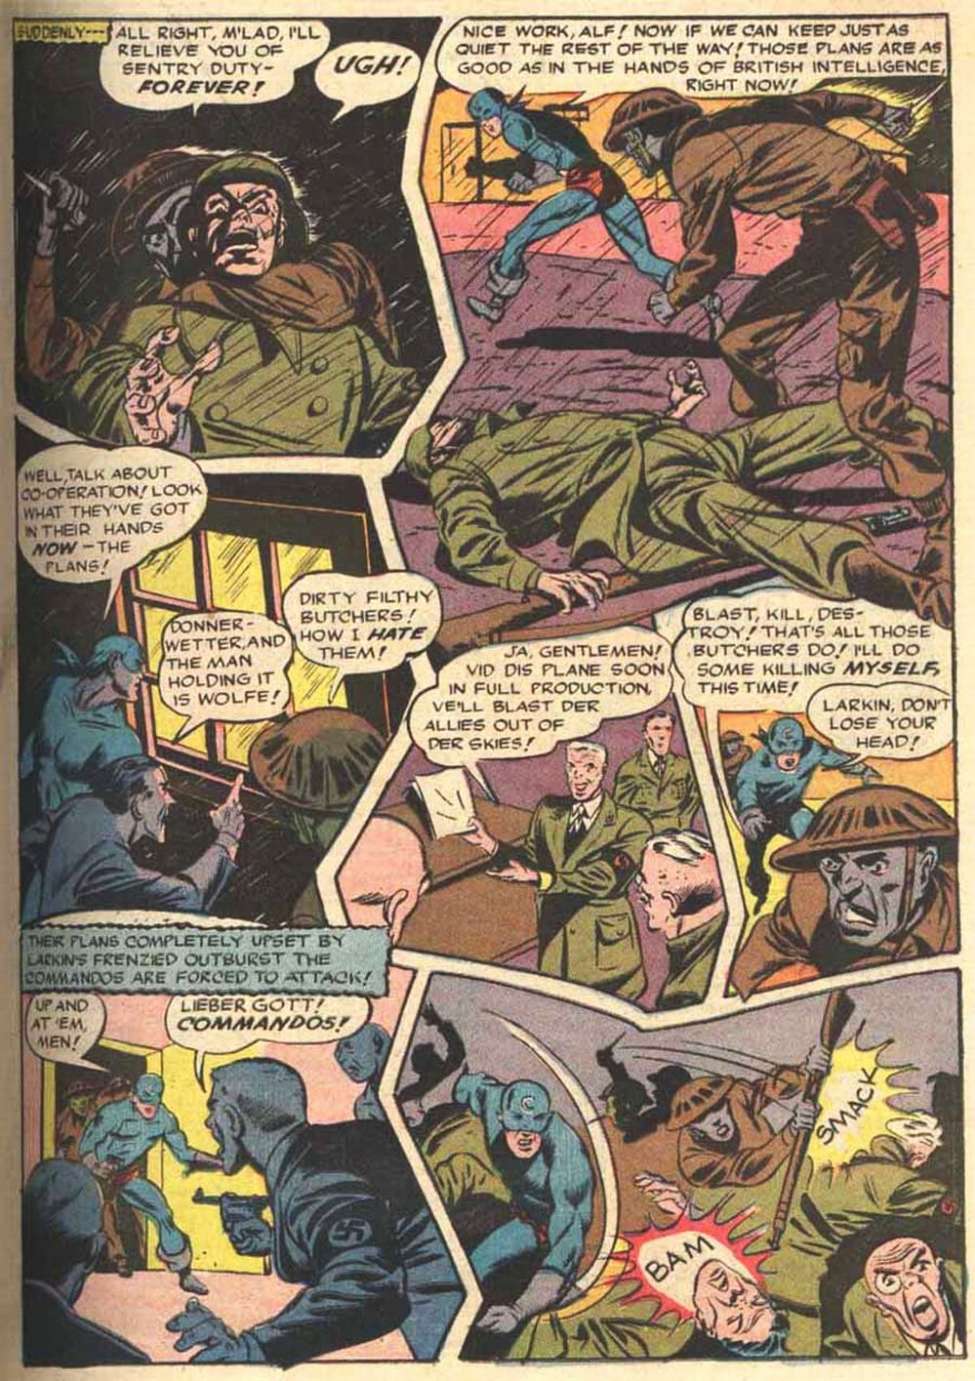 SUDDENLY---
ALL RIGHT, M'LAD, I'LL
RELIEVE YOU OF
SENTRY DUTY-
FOREVER!
UGH!
NICE WORK, ALF! NOW IF WE CAN KEEP JUST AS
QUIET THE REST OF THE WAY! THOSE PLANS ARE AS
GOOD AS IN THE HANDS OF BRITISH INTELLIGENCE,
RIGHT NOW!
WELL, TALK ABOUT
CO-OPERATION! LOOK
WHAT THEY'VE GOT
IN THEIR HANDS
NOW - THE
PLANS!
DONNER-
WETTER, AND
THE MAN
HOLDING IT
IS WOLFE!
DIRTY FILTHY
BUTCHERS!
HOW I HATE
THEM!
JA, GENTLEMEN!
VID DIS PLANE SOON
IN FULL PRODUCTION,
VE'LL BLAST DER
ALLIES OUT OF
DER SKIES!
BLAST, KILL, DES-
TROY! THAT'S ALL THOSE
BUTCHERS DO! I'LL DO
SOME KILLING MYSELF,
THIS TIME!
LARKIN, DON'T
LOSE YOUR
HEAD!
THEIR PLANS COMPLETELY UPSET BY
LARKIN'S FRENZIED OUTBURST THE
COMMANDOS ARE FORCED TO ATTACK!
UP AND
AT 'EM,
MEN!
LIEBER GOTT!
COMMANDOS!
C
SMACK
BAM